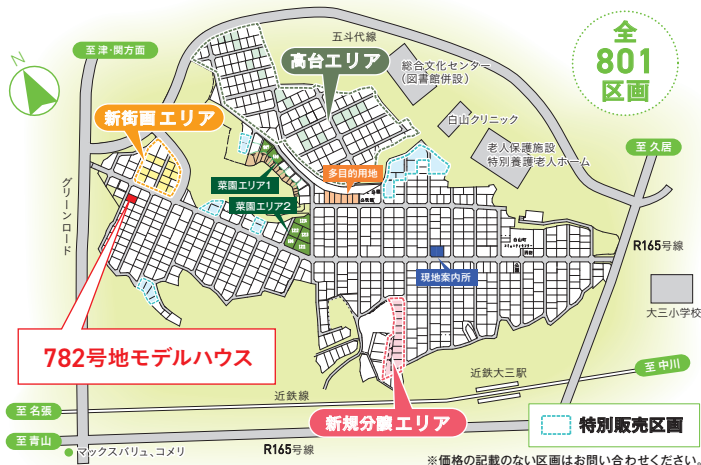 N
至津・関方面
五斗代線
全
801
区画
高台エリア
総合文化センター
(図書館併設)
白山クリニック
新街画エリア
老人保護施設
特別養護老人ホーム
至久居
菜園エリア1
多目的用地
菜園エリア2
グリーンロード
R165号線
現地案内所
大三小学校
782号地モデルハウス
近鉄大三駅
至中川
近鉄線
新規分譲エリア
至名張
特別販売区画
至青山
マックスバリュ、コメリ
R165号線
※価格の記載のない区画はお問い合わせください。